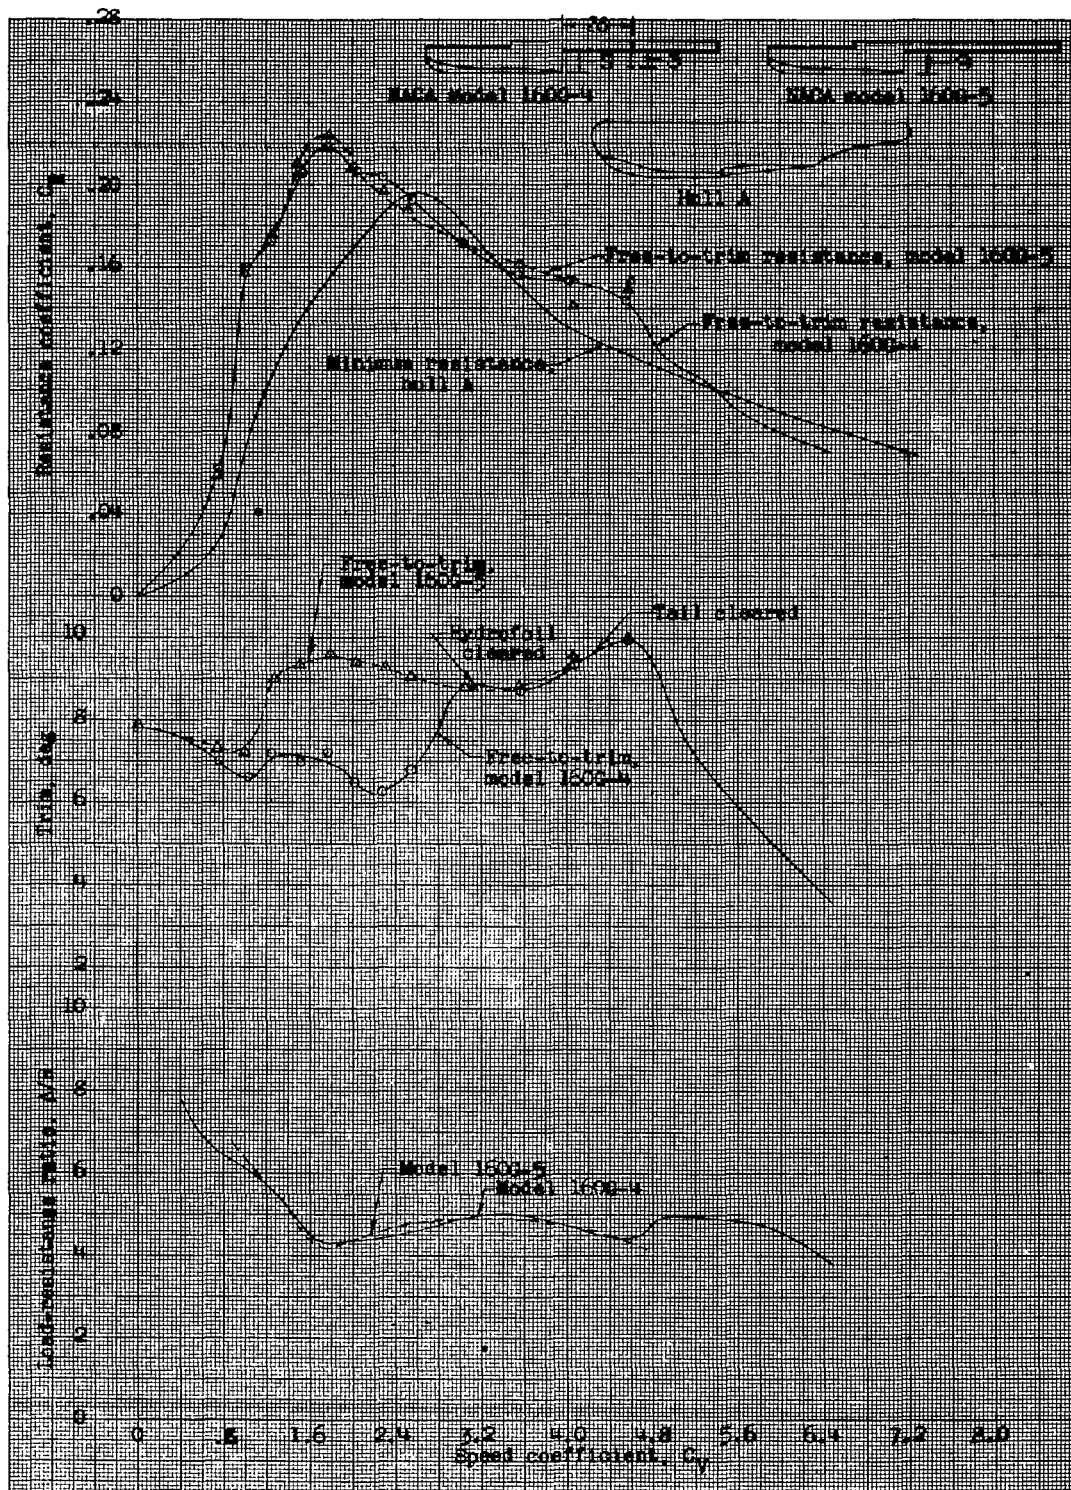 .28
.24
.20
.16
.12
.08
.04
0
Resistance coefficient, C
NACA model 1600-4
NACA model 1600-5
Hull A
Free-to-trim resistance, model 1600-5
Free-to-trim resistance,
model 1600-4
Minimum resistance,
hull A
10
8
6
4
2
Trim, deg
Free-to-trim,
model 1600-5
Hydrofoil
cleared
Tail cleared
Free-to-trim,
model 1600-4
10
8
6
4
2
0
Load-resistance ratio, Δ/R
Model 1600-5
Model 1600-4
0 .8 1.6 2.4 3.2 4.0 4.8 5.6 6.4 7.2 8.0
Speed coefficient, CV